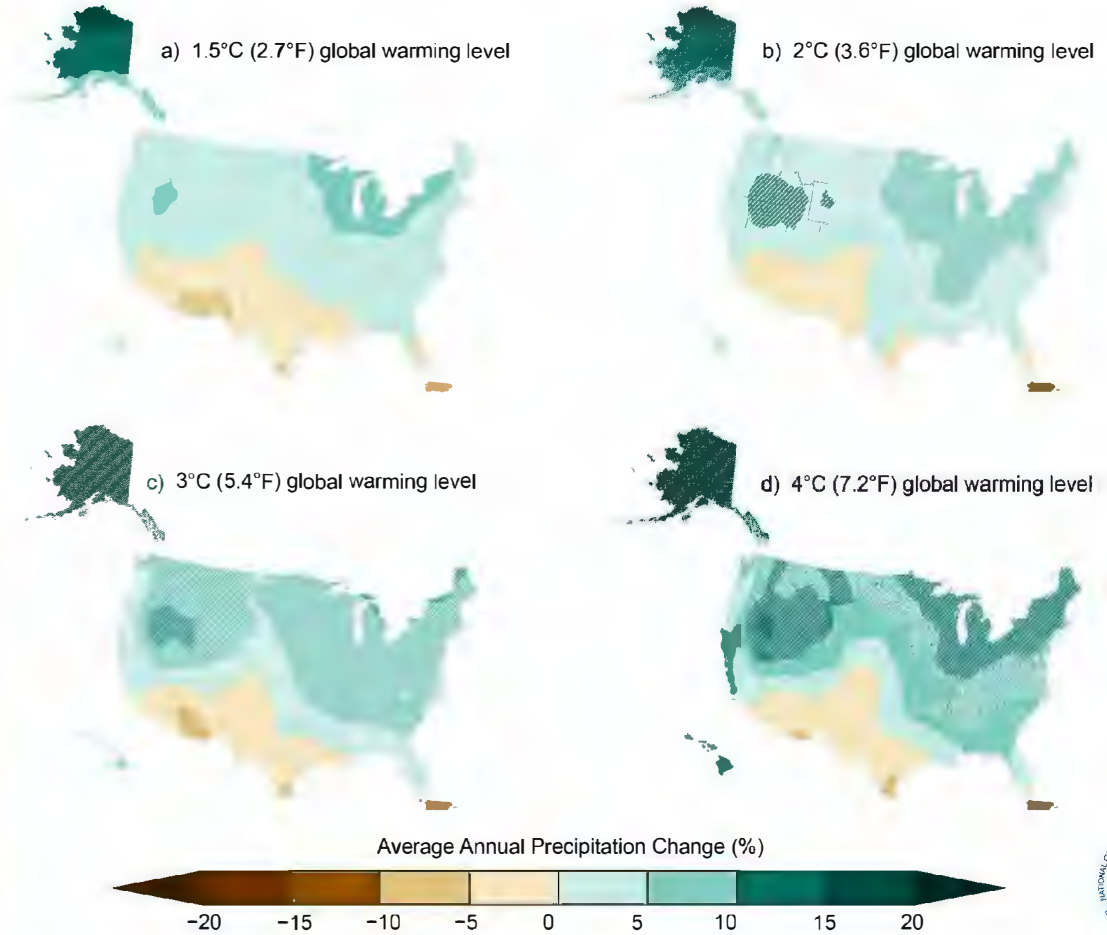 a) 1.5°C (2.7°F) global warming level
b) 2°C (3.6°F) global warming level
c) 3°C (5.4°F) global warming level
d) 4°C (7.2°F) global warming level
Average Annual Precipitation Change (%)
−20 −15 −10 −5 0 5 10 15 20
NATIONAL